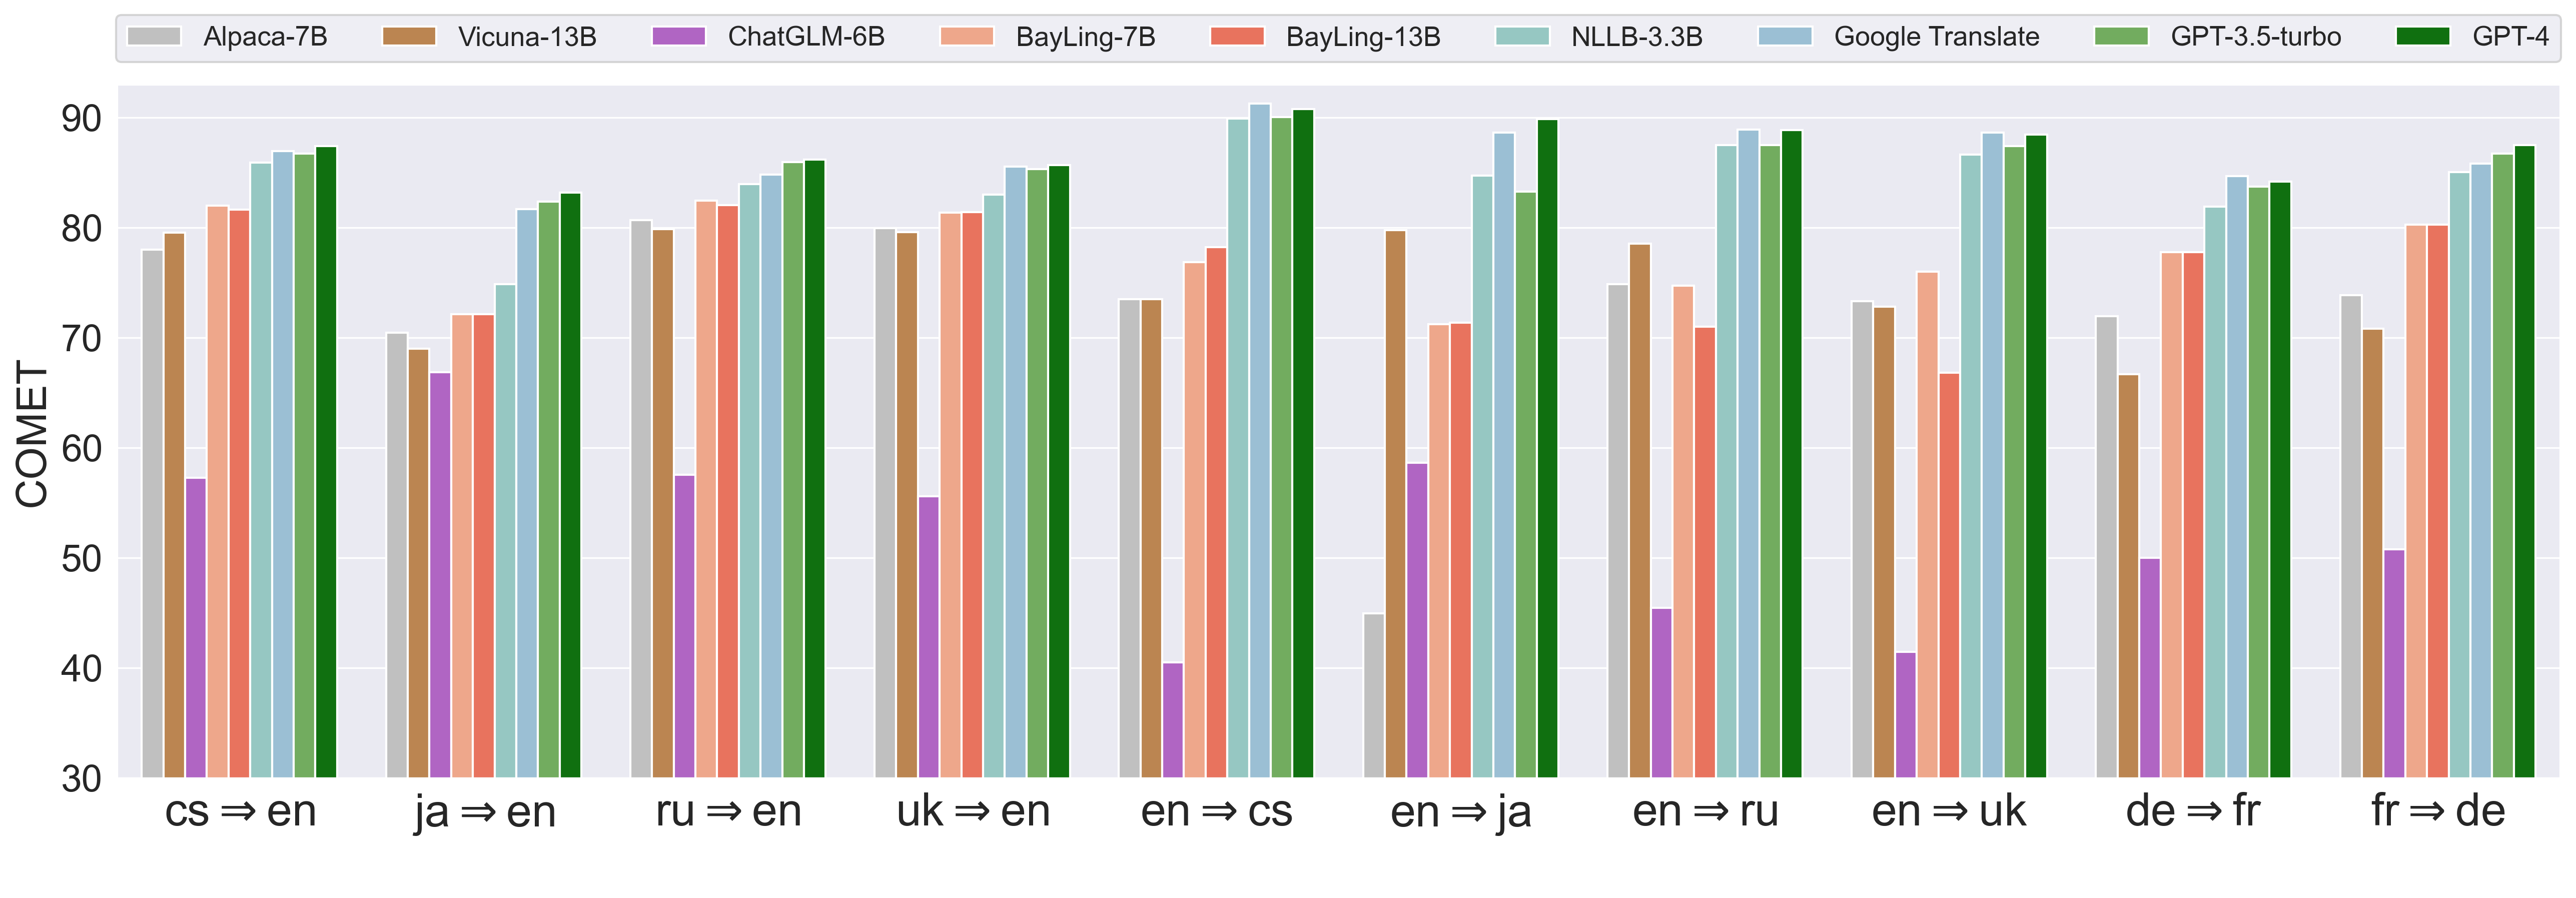 Alpaca-7B Vicuna-13B ChatGLM-6B BayLing-7B BayLing-13B NLLB-3.3B Google Translate GPT-3.5-turbo GPT-4
COMET
90
80
70
60
50
40
30
cs ⇒ en ja ⇒ en ru ⇒ en uk ⇒ en en ⇒ cs en ⇒ ja en ⇒ ru en ⇒ uk de ⇒ fr fr ⇒ de